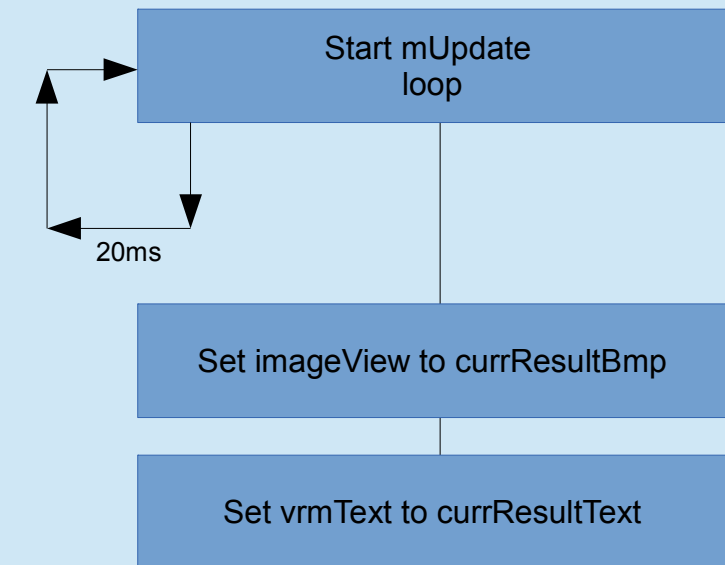 Start mUpdate
loop
20ms
Set imageView to currResultBmp
Set vrmText to currResultText